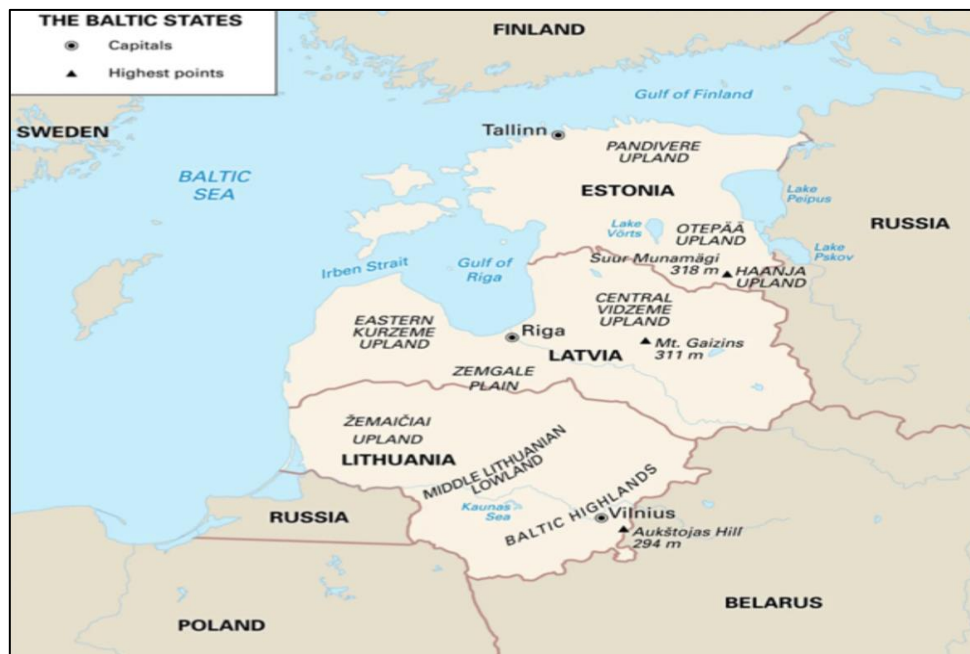 THE BALTIC STATES
Capitals
Highest points
FINLAND
Gulf of Finland
SWEDEN
Tallinn
PANDIVERE
UPLAND
BALTIC
SEA
ESTONIA
Lake
Peipus
RUSSIA
Lake
Võrts
OTEPÄÄ
UPLAND
Lake
Pskov
Irben Strait
Gulf of
Riga
Suur Munamägi
318 m
HAANJA
UPLAND
CENTRAL
VIDZEME
UPLAND
EASTERN
KURZEME
UPLAND
Riga
Mt. Gaizins
311 m
LATVIA
ZEMGALE
PLAIN
ŽEMAIČIAI
UPLAND
LITHUANIA
MIDDLE LITHUANIAN
LOWLAND
Kaunas
Sea
BALTIC HIGHLANDS
Vilnius
RUSSIA
Aukštojas Hill
294 m
BELARUS
POLAND